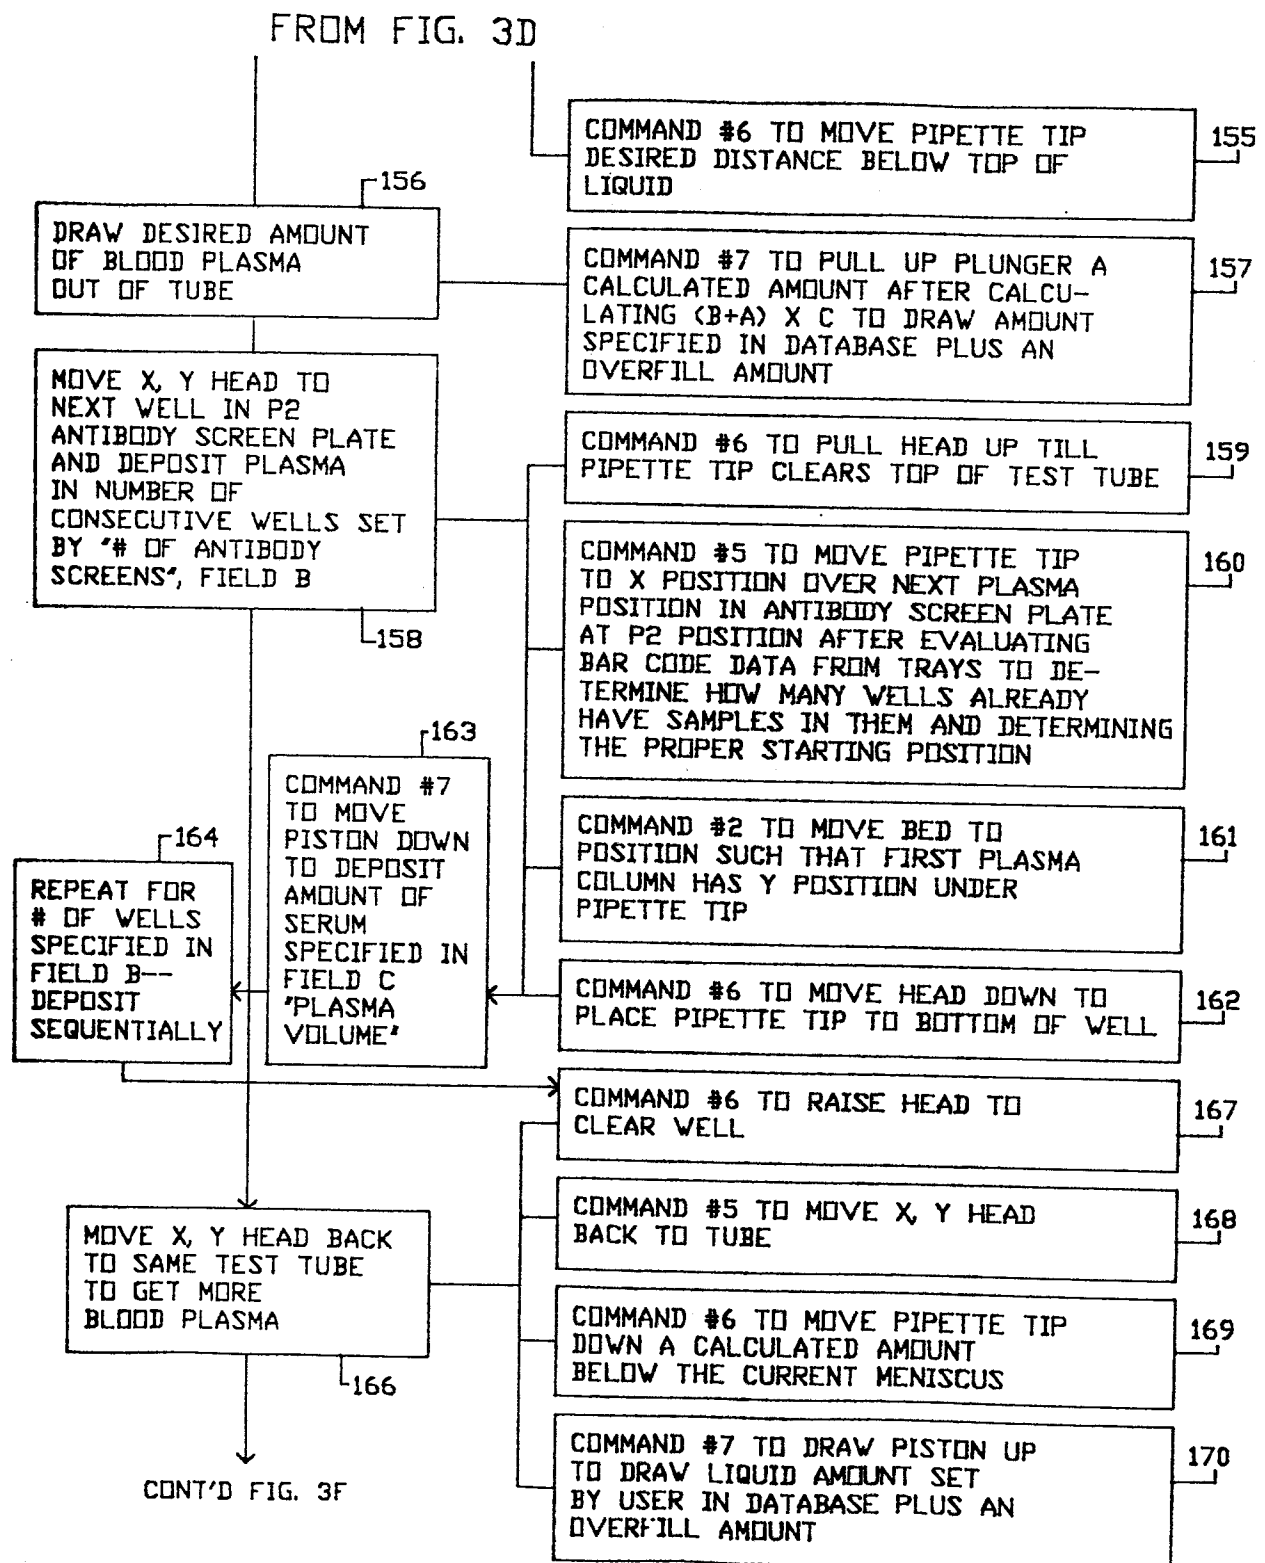 FROM FIG. 3D
COMMAND #6 TO MOVE PIPETTE TIP
DESIRED DISTANCE BELOW TOP OF
LIQUID
155
156
DRAW DESIRED AMOUNT
OF BLOOD PLASMA
OUT OF TUBE
COMMAND #7 TO PULL UP PLUNGER A
CALCULATED AMOUNT AFTER CALCU-
LATING (B+A) X C TO DRAW AMOUNT
SPECIFIED IN DATABASE PLUS AN
OVERFILL AMOUNT
157
MOVE X, Y HEAD TO
NEXT WELL IN P2
ANTIBODY SCREEN PLATE
AND DEPOSIT PLASMA
IN NUMBER OF
CONSECUTIVE WELLS SET
BY "# OF ANTIBODY
SCREENS", FIELD B
158
COMMAND #6 TO PULL HEAD UP TILL
PIPETTE TIP CLEARS TOP OF TEST TUBE
159
COMMAND #5 TO MOVE PIPETTE TIP
TO X POSITION OVER NEXT PLASMA
POSITION IN ANTIBODY SCREEN PLATE
AT P2 POSITION AFTER EVALUATING
BAR CODE DATA FROM TRAYS TO DE-
TERMINE HOW MANY WELLS ALREADY
HAVE SAMPLES IN THEM AND DETERMINING
THE PROPER STARTING POSITION
160
COMMAND #2 TO MOVE BED TO
POSITION SUCH THAT FIRST PLASMA
COLUMN HAS Y POSITION UNDER
PIPETTE TIP
161
COMMAND #6 TO MOVE HEAD DOWN TO
PLACE PIPETTE TIP TO BOTTOM OF WELL
162
163
COMMAND #7
TO MOVE
PISTON DOWN
TO DEPOSIT
AMOUNT OF
SERUM
SPECIFIED IN
FIELD C
"PLASMA
VOLUME"
164
REPEAT FOR
# OF WELLS
SPECIFIED IN
FIELD B--
DEPOSIT
SEQUENTIALLY
COMMAND #6 TO RAISE HEAD TO
CLEAR WELL
167
MOVE X, Y HEAD BACK
TO SAME TEST TUBE
TO GET MORE
BLOOD PLASMA
166
COMMAND #5 TO MOVE X, Y HEAD
BACK TO TUBE
168
COMMAND #6 TO MOVE PIPETTE TIP
DOWN A CALCULATED AMOUNT
BELOW THE CURRENT MENISCUS
169
COMMAND #7 TO DRAW PISTON UP
TO DRAW LIQUID AMOUNT SET
BY USER IN DATABASE PLUS AN
OVERFILL AMOUNT
170
CONT'D FIG. 3F